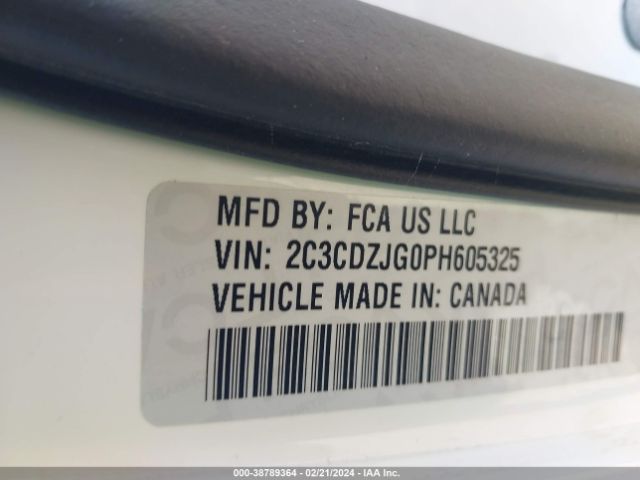 MFD BY: FCA US LLC
VIN: 2C3CDZJG0PH605325
VEHICLE MADE IN: CANADA
000-38789364 - 02/21/2024 - IAA Inc.